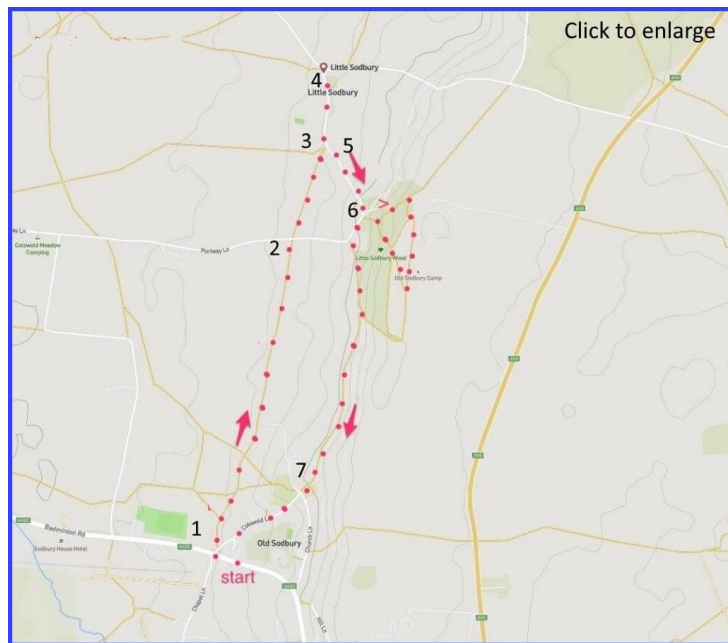 Click to enlarge
Little Sodbury
4
Little Sodbury
3
5
6
>
2
Portway Ln
Cotswold Meadow
Camping
Little Sodbury Wood
Old Sodbury Camp
7
1
Cotswold L
Badminton Rd
Sodbury House Hotel
Old Sodbury
Church Ln
start
Chapel Ln
Hill Ln